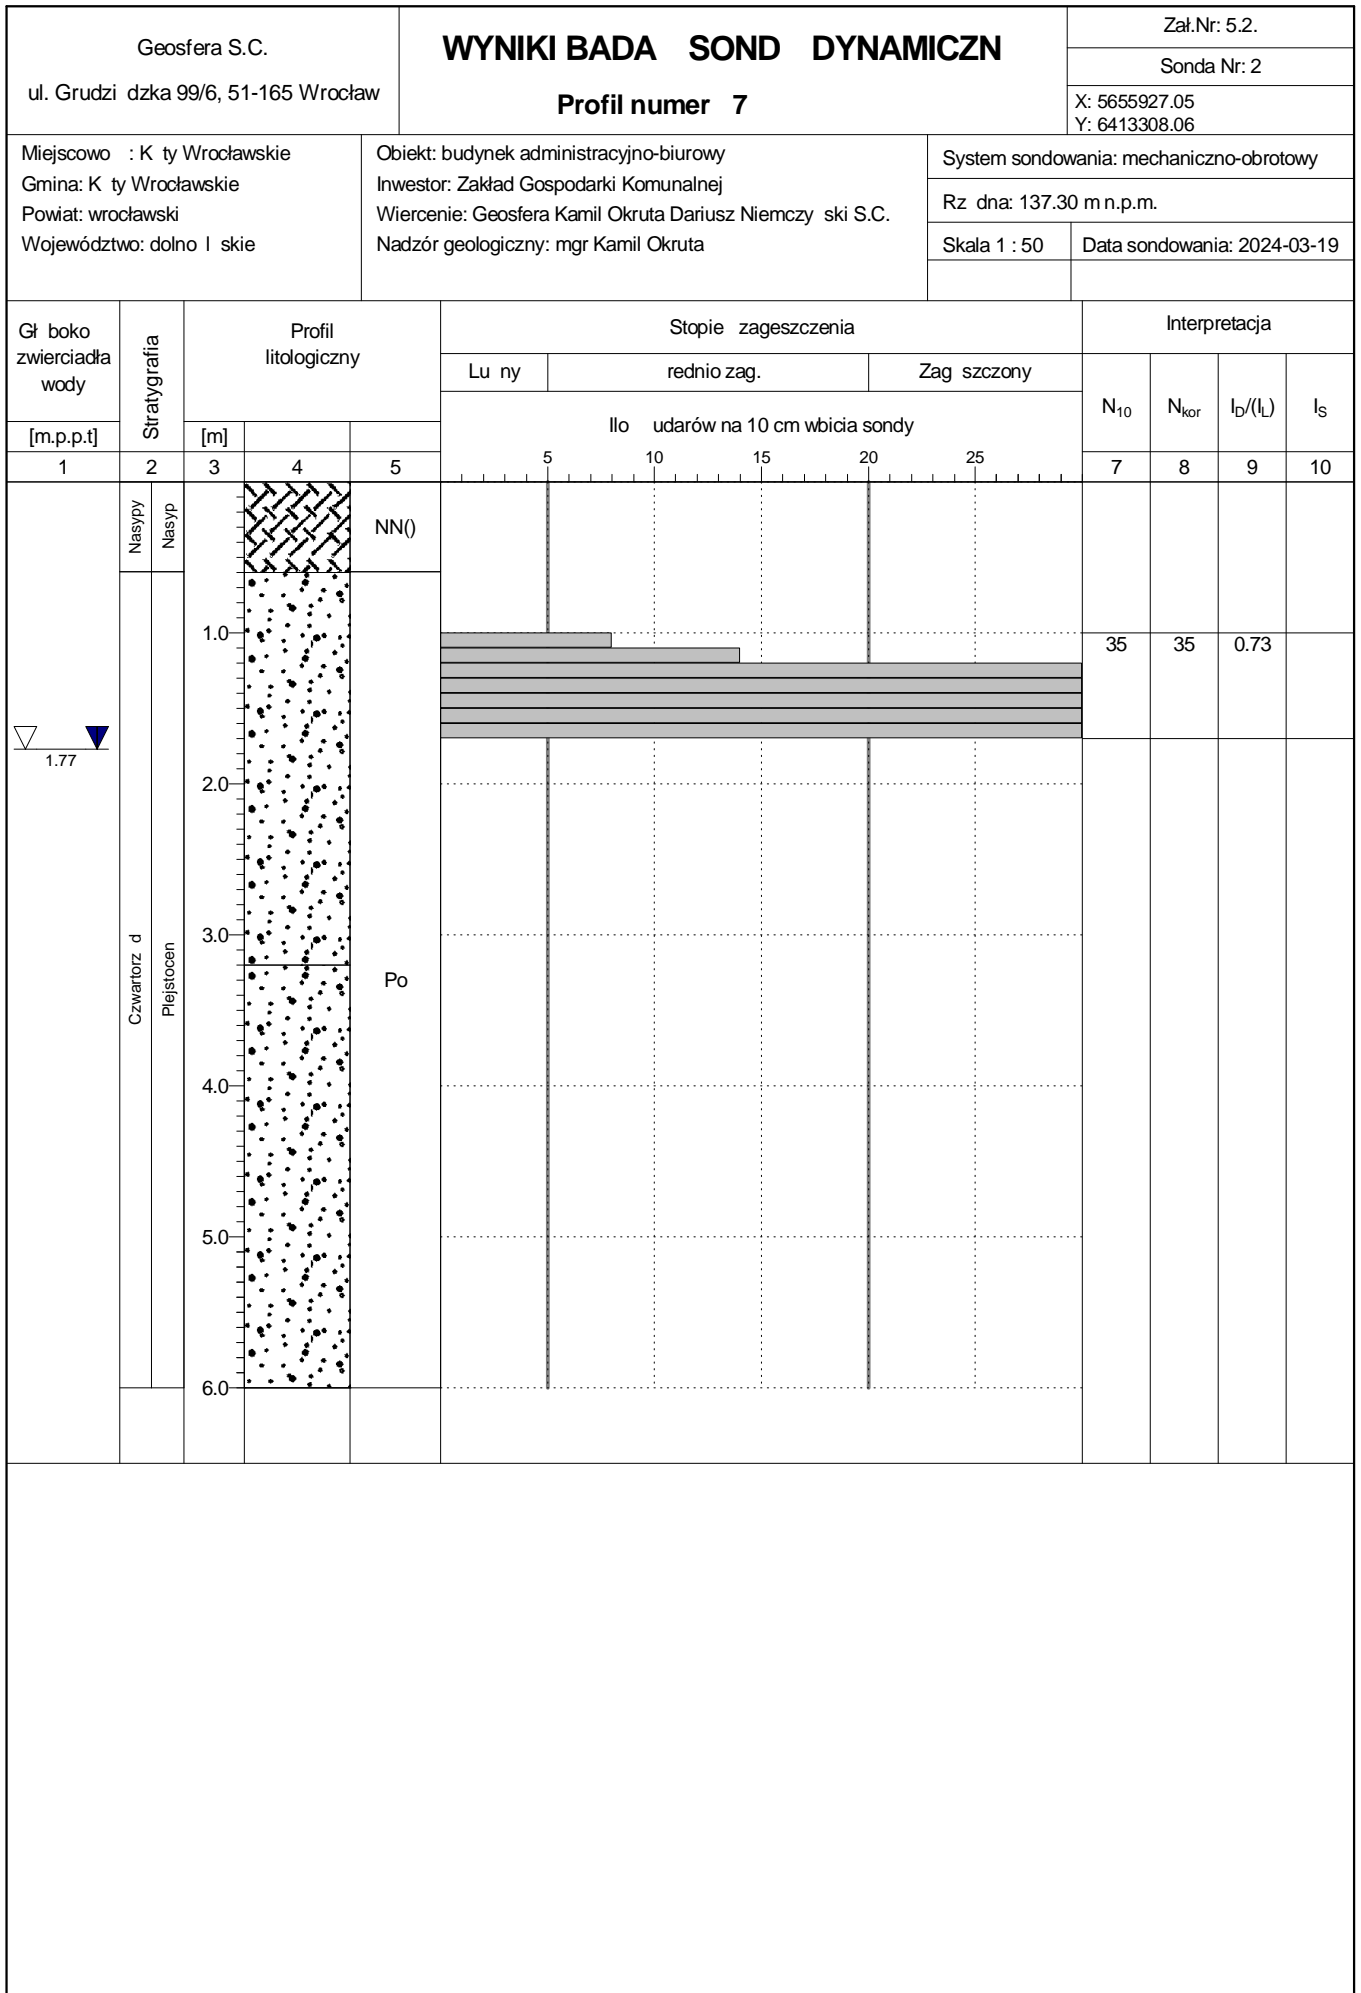 Geosfera S.C.
ul. Grudzi dzka 99/6, 51-165 Wrocław
WYNIKI BADA SOND DYNAMICZN
Profil numer 7
Zał.Nr: 5.2.
Sonda Nr: 2
X: 5655927.05
Y: 6413308.06
Miejscowo : K ty Wrocławskie
Gmina: K ty Wrocławskie
Powiat: wrocławski
Województwo: dolno l skie
Obiekt: budynek administracyjno-biurowy
Inwestor: Zakład Gospodarki Komunalnej
Wiercenie: Geosfera Kamil Okruta Dariusz Niemczy ski S.C.
Nadzór geologiczny: mgr Kamil Okruta
System sondowania: mechaniczno-obrotowy
Rz dna: 137.30 m n.p.m.
Skala 1 : 50
Data sondowania: 2024-03-19
Gł boko
zwierciadła
wody
[m.p.p.t]
Stratygrafia
Profil
litologiczny
[m]
Stopie zageszczenia
Lu ny
rednio zag.
Zag szczony
Ilo udarów na 10 cm wbicia sondy
5 10 15 20 25
Interpretacja
N10 Nkor ID/(IL) IS
1 2 3 4 5 7 8 9 10
Nasypy
Nasyp
NN()
1.0
35 35 0.73
1.77
2.0
3.0
Czwartorz d
Plejstocen
Po
4.0
5.0
6.0